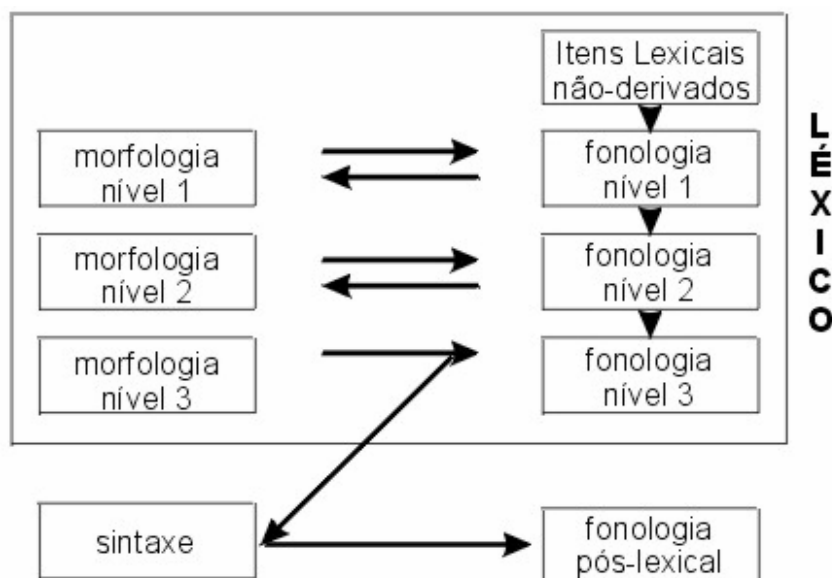 Itens Lexicais
não-derivados
morfologia
nível 1
fonologia
nível 1
morfologia
nível 2
fonologia
nível 2
morfologia
nível 3
fonologia
nível 3
sintaxe
fonologia
pós-lexical
LÉXICO